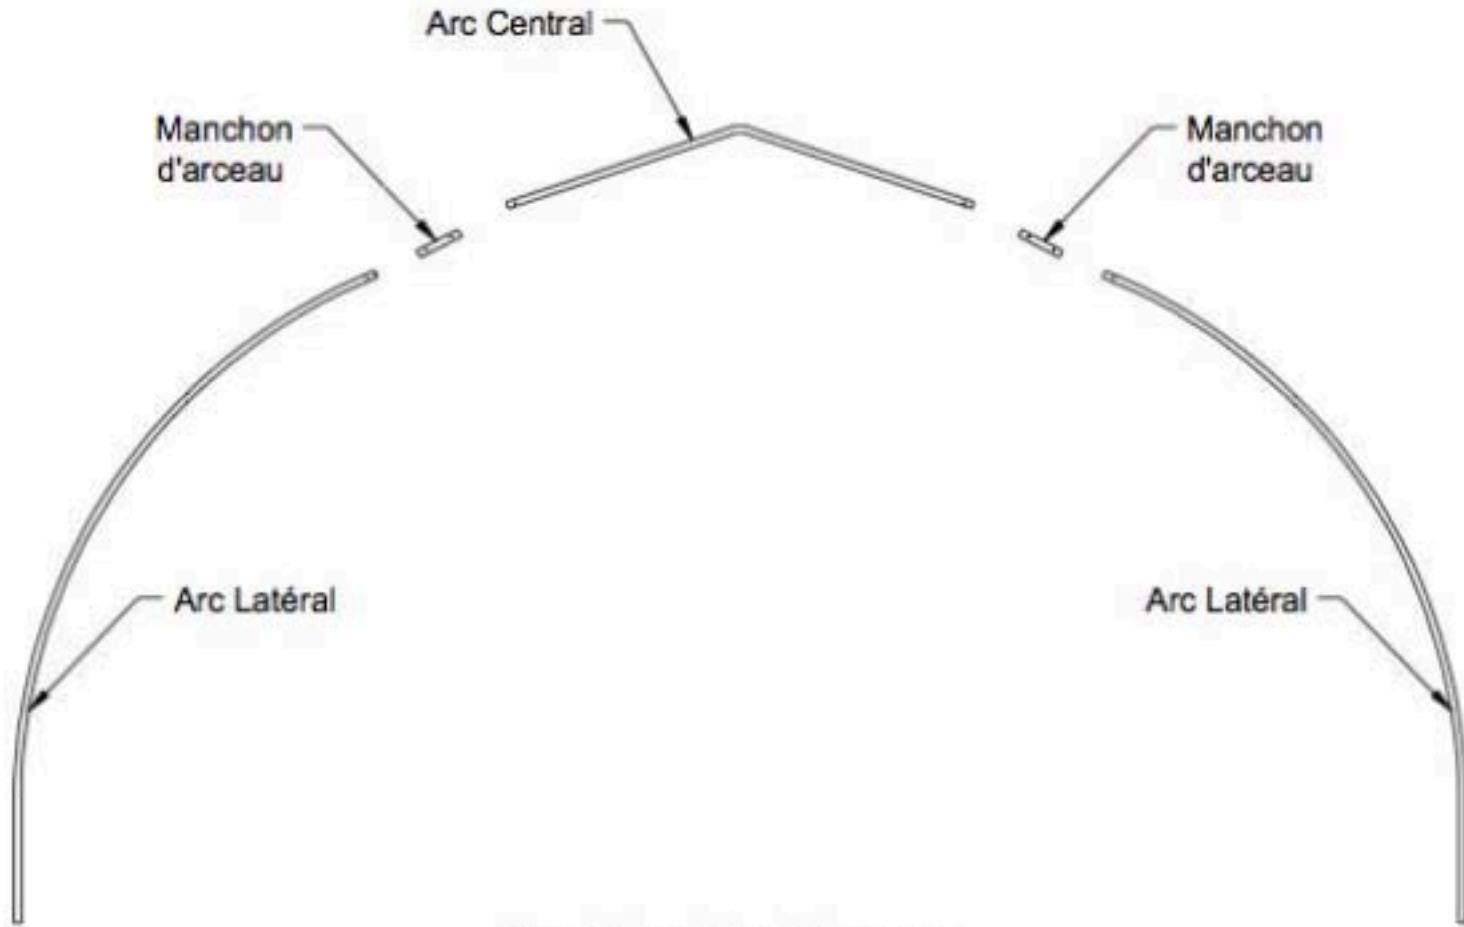 Arc Central
Manchon
d'arceau
Manchon
d'arceau
Arc Latéral
Arc Latéral